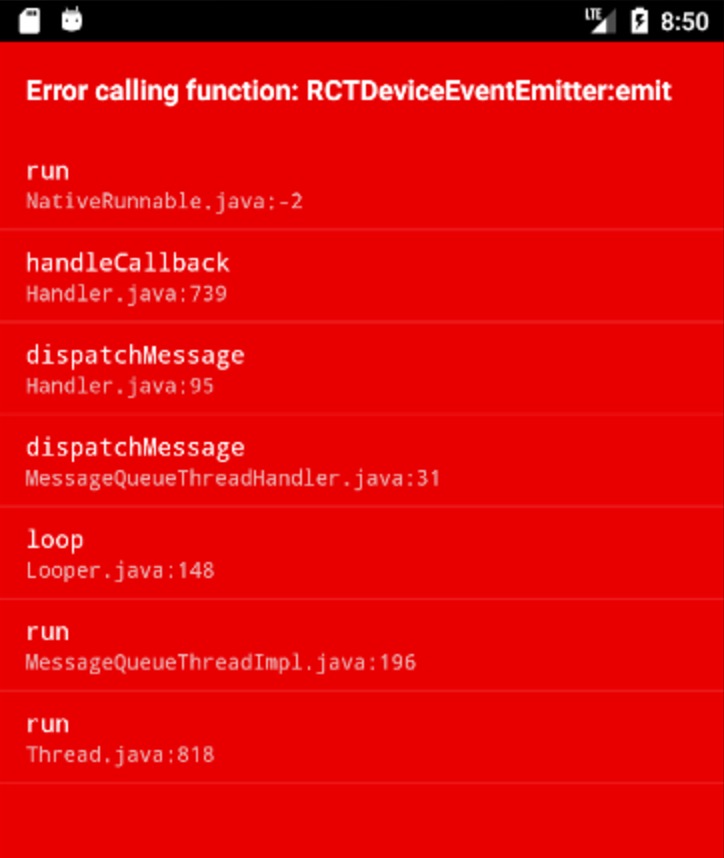 LTE 8:50
Error calling function: RCTDeviceEventEmitter:emit
run
NativeRunnable.java:-2
handleCallback
Handler.java:739
dispatchMessage
Handler.java:95
dispatchMessage
MessageQueueThreadHandler.java:31
loop
Looper.java:148
run
MessageQueueThreadImpl.java:196
run
Thread.java:818